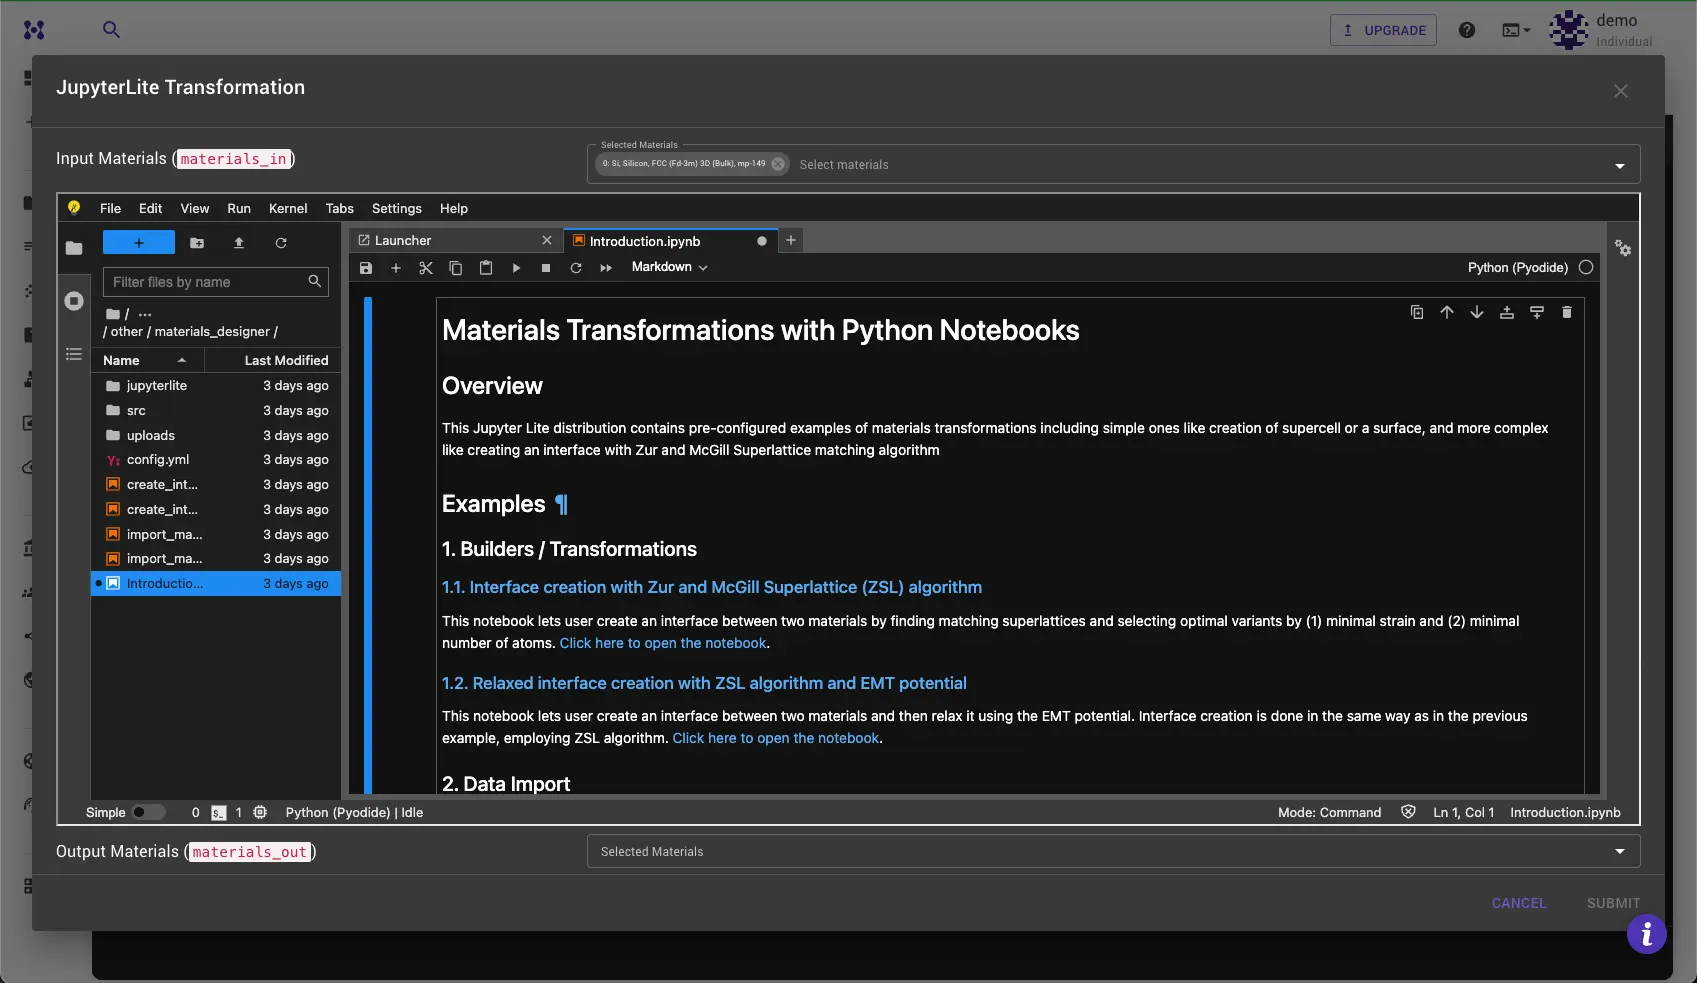 UPGRADE
demo
Individual
JupyterLite Transformation
Input Materials (materials_in)
Selected Materials
0: Si, Silicon, FCC (Fd-3m) 3D (Bulk), mp-149
Select materials
File Edit View Run Kernel Tabs Settings Help
+
Filter files by name
/ ...
/ other / materials_designer /
Name Last Modified
jupyterlite 3 days ago
src 3 days ago
uploads 3 days ago
config.yml 3 days ago
create_int... 3 days ago
create_int... 3 days ago
import_ma... 3 days ago
import_ma... 3 days ago
Introductio... 3 days ago
Launcher
Introduction.ipynb
Markdown
Python (Pyodide)
Materials Transformations with Python Notebooks
Overview
This Jupyter Lite distribution contains pre-configured examples of materials transformations including simple ones like creation of supercell or a surface, and more complex
like creating an interface with Zur and McGill Superlattice matching algorithm
Examples ¶
1. Builders / Transformations
1.1. Interface creation with Zur and McGill Superlattice (ZSL) algorithm
This notebook lets user create an interface between two materials by finding matching superlattices and selecting optimal variants by (1) minimal strain and (2) minimal
number of atoms. Click here to open the notebook.
1.2. Relaxed interface creation with ZSL algorithm and EMT potential
This notebook lets user create an interface between two materials and then relax it using the EMT potential. Interface creation is done in the same way as in the previous
example, employing ZSL algorithm. Click here to open the notebook.
2. Data Import
Simple 0 $_ 1 Python (Pyodide) | Idle
Mode: Command Ln 1, Col 1 Introduction.ipynb
Output Materials (materials_out)
Selected Materials
CANCEL
SUBMIT